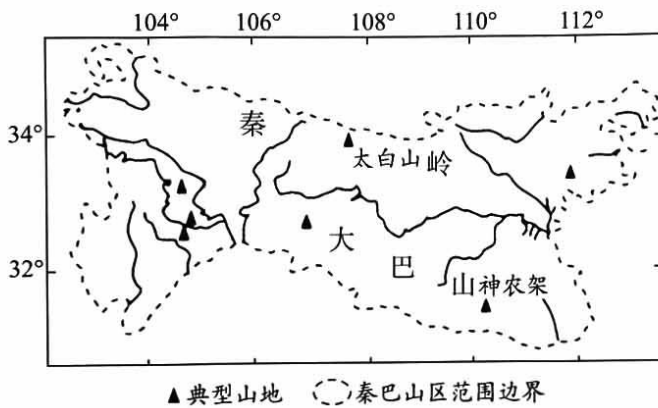 104° 106° 108° 110° 112°
34°
32°
秦
太白山 岭
大
巴
山 神农架
典型山地 秦巴山区范围边界